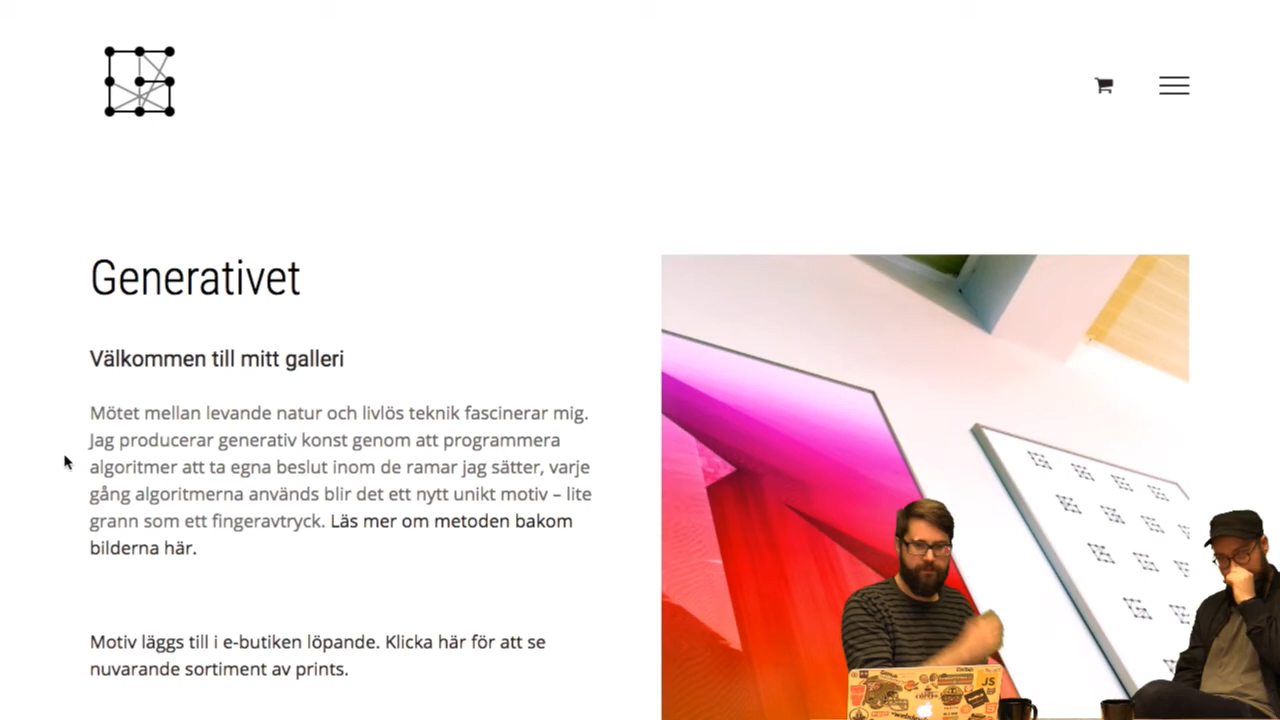 Generativet
Välkommen till mitt galleri
Mötet mellan levande natur och livlös teknik fascinerar mig.
Jag producerar generativ konst genom att programmera
algoritmer att ta egna beslut inom de ramar jag sätter, varje
gång algoritmerna används blir det ett nytt unikt motiv – lite
grann som ett fingeravtryck. Läs mer om metoden bakom
bilderna här.
Motiv läggs till i e-butiken löpande. Klicka här för att se
nuvarande sortiment av prints.
JS